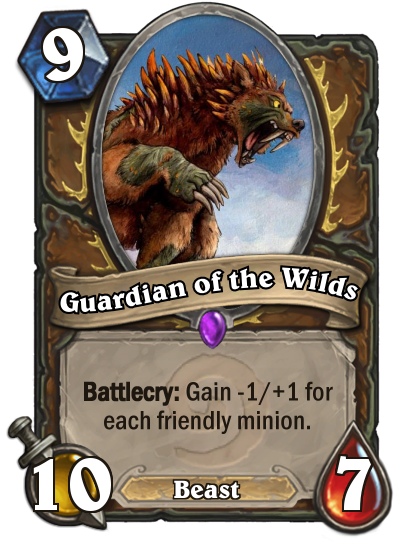 9
Guardian of the Wilds
Battlecry: Gain -1/+1 for
each friendly minion.
10
Beast
7